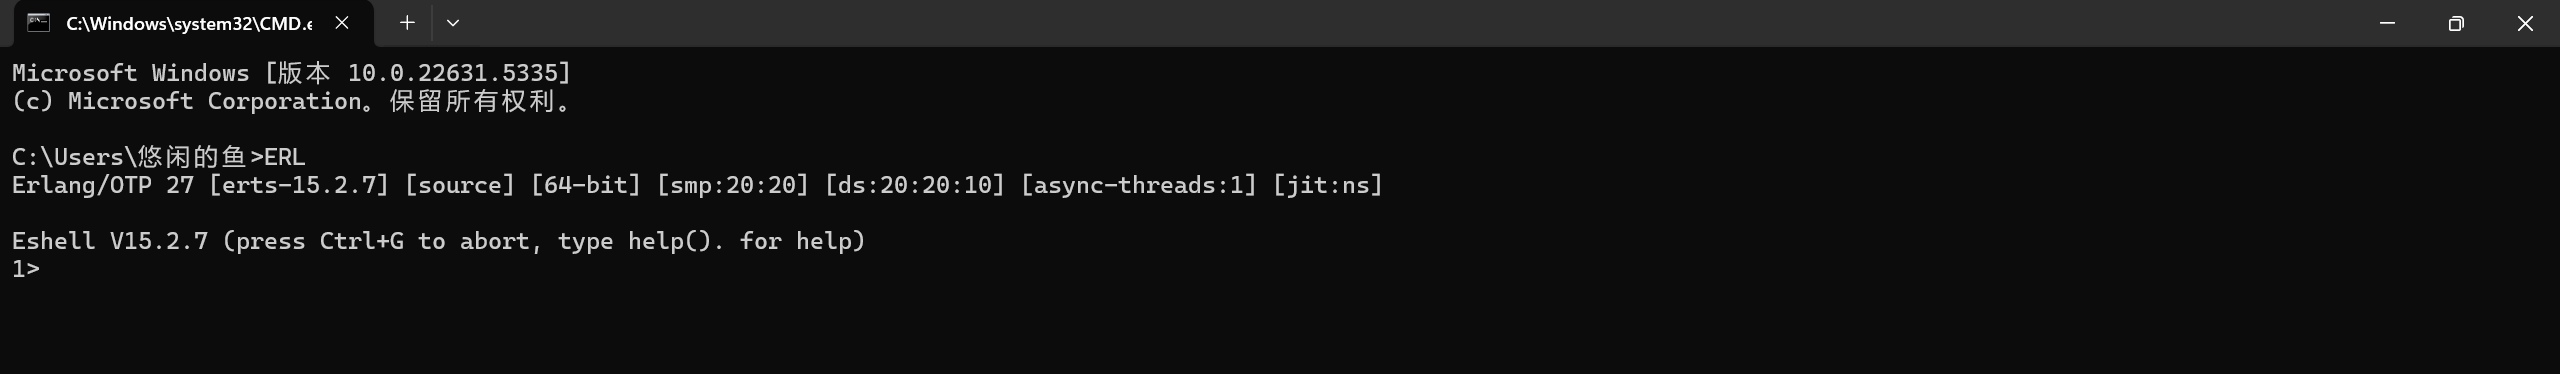 C:\Windows\system32\CMD.e
Microsoft Windows [版本 10.0.22631.5335]
(c) Microsoft Corporation。保留所有权利。
C:\Users\悠闲的鱼>ERL
Erlang/OTP 27 [erts-15.2.7] [source] [64-bit] [smp:20:20] [ds:20:20:10] [async-threads:1] [jit:ns]
Eshell V15.2.7 (press Ctrl+G to abort, type help(). for help)
1>